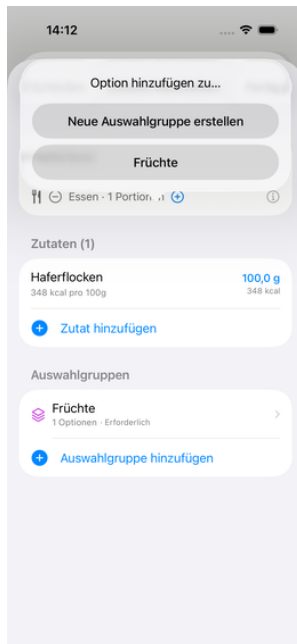 14:12
Option hinzufügen zu...
Neue Auswahlgruppe erstellen
Früchte
Essen · 1 Portion
Zutaten (1)
Haferflocken
100,0 g
348 kcal pro 100g
348 kcal
Zutat hinzufügen
Auswahlgruppen
Früchte
1 Optionen · Erforderlich
Auswahlgruppe hinzufügen